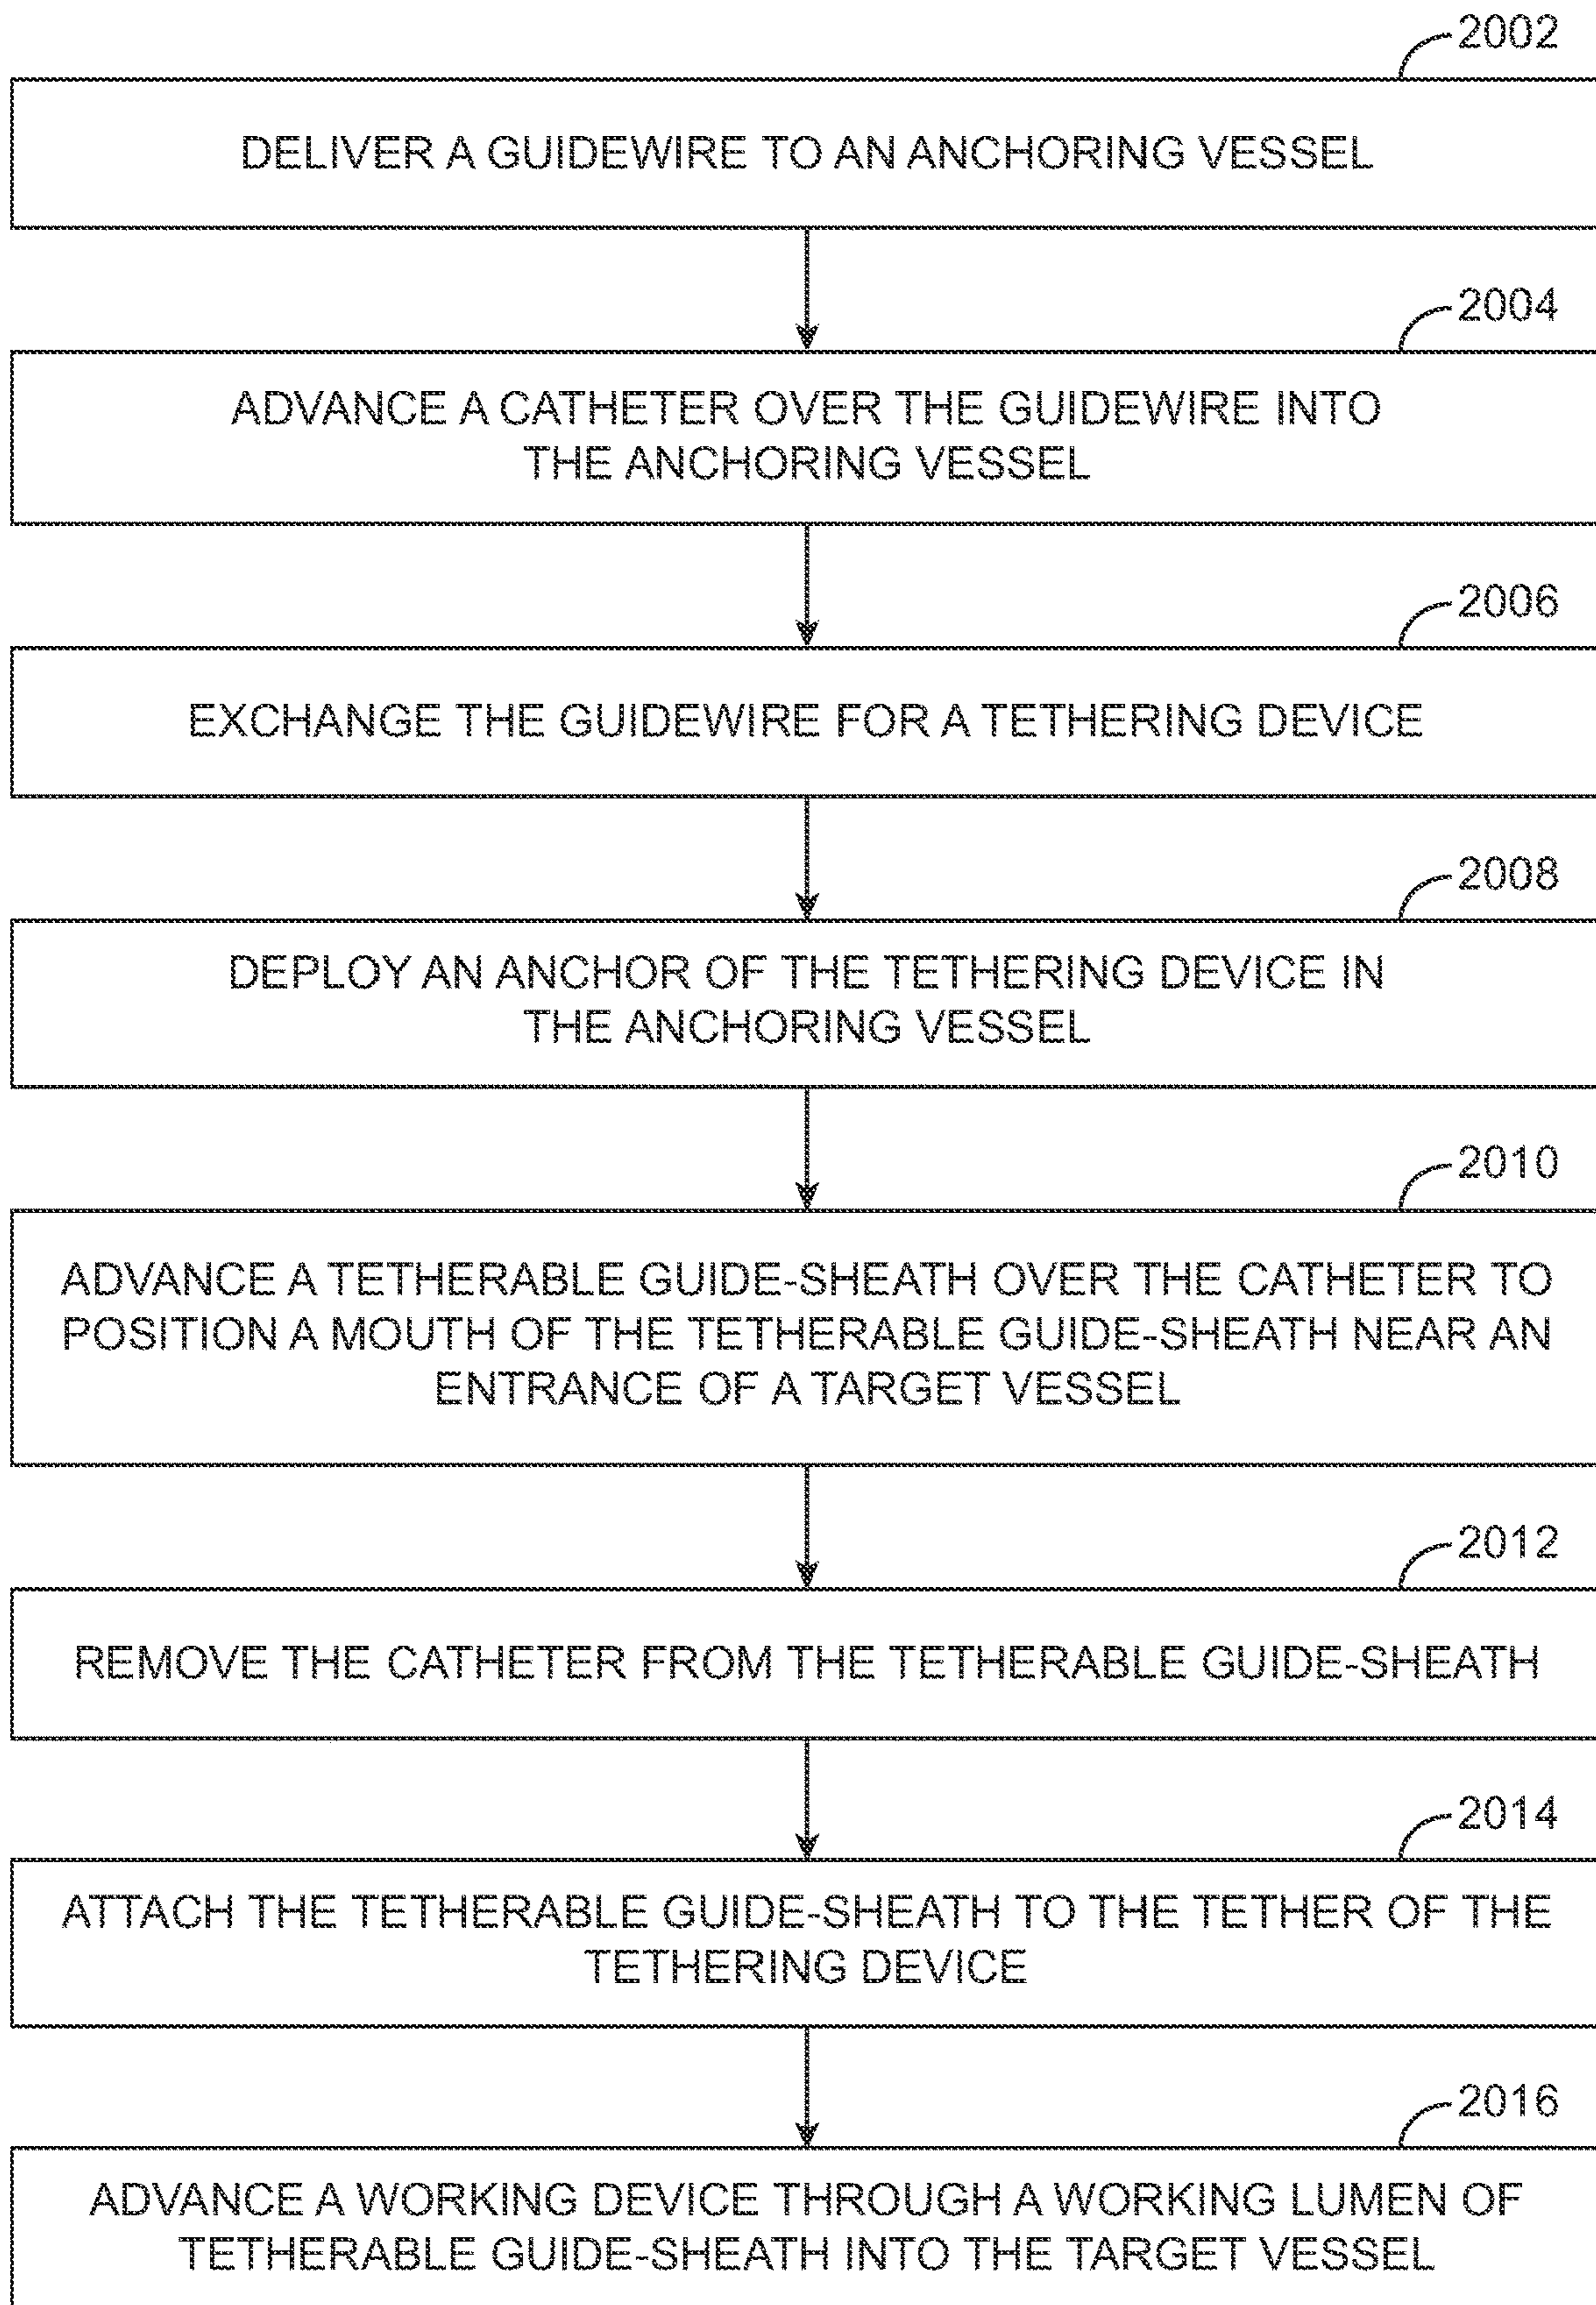 2002
DELIVER A GUIDEWIRE TO AN ANCHORING VESSEL
2004
ADVANCE A CATHETER OVER THE GUIDEWIRE INTO
THE ANCHORING VESSEL
2006
EXCHANGE THE GUIDEWIRE FOR A TETHERING DEVICE
2008
DEPLOY AN ANCHOR OF THE TETHERING DEVICE IN
THE ANCHORING VESSEL
2010
ADVANCE A TETHERABLE GUIDE-SHEATH OVER THE CATHETER TO
POSITION A MOUTH OF THE TETHERABLE GUIDE-SHEATH NEAR AN
ENTRANCE OF A TARGET VESSEL
2012
REMOVE THE CATHETER FROM THE TETHERABLE GUIDE-SHEATH
2014
ATTACH THE TETHERABLE GUIDE-SHEATH TO THE TETHER OF THE
TETHERING DEVICE
2016
ADVANCE A WORKING DEVICE THROUGH A WORKING LUMEN OF
TETHERABLE GUIDE-SHEATH INTO THE TARGET VESSEL